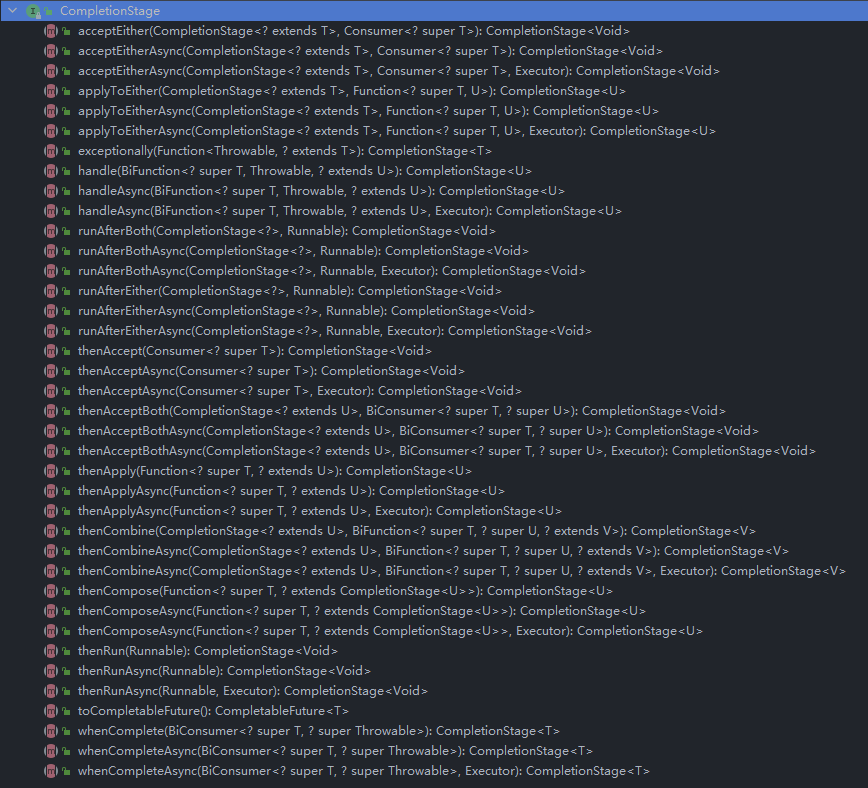 CompletionStage
acceptEither(CompletionStage<? extends T>, Consumer<? super T>): CompletionStage<Void>
acceptEitherAsync(CompletionStage<? extends T>, Consumer<? super T>): CompletionStage<Void>
acceptEitherAsync(CompletionStage<? extends T>, Consumer<? super T>, Executor): CompletionStage<Void>
applyToEither(CompletionStage<? extends T>, Function<? super T, U>): CompletionStage<U>
applyToEitherAsync(CompletionStage<? extends T>, Function<? super T, U>): CompletionStage<U>
applyToEitherAsync(CompletionStage<? extends T>, Function<? super T, U>, Executor): CompletionStage<U>
exceptionally(Function<Throwable, ? extends T>): CompletionStage<T>
handle(BiFunction<? super T, Throwable, ? extends U>): CompletionStage<U>
handleAsync(BiFunction<? super T, Throwable, ? extends U>): CompletionStage<U>
handleAsync(BiFunction<? super T, Throwable, ? extends U>, Executor): CompletionStage<U>
runAfterBoth(CompletionStage<?>, Runnable): CompletionStage<Void>
runAfterBothAsync(CompletionStage<?>, Runnable): CompletionStage<Void>
runAfterBothAsync(CompletionStage<?>, Runnable, Executor): CompletionStage<Void>
runAfterEither(CompletionStage<?>, Runnable): CompletionStage<Void>
runAfterEitherAsync(CompletionStage<?>, Runnable): CompletionStage<Void>
runAfterEitherAsync(CompletionStage<?>, Runnable, Executor): CompletionStage<Void>
thenAccept(Consumer<? super T>): CompletionStage<Void>
thenAcceptAsync(Consumer<? super T>): CompletionStage<Void>
thenAcceptAsync(Consumer<? super T>, Executor): CompletionStage<Void>
thenAcceptBoth(CompletionStage<? extends U>, BiConsumer<? super T, ? super U>): CompletionStage<Void>
thenAcceptBothAsync(CompletionStage<? extends U>, BiConsumer<? super T, ? super U>): CompletionStage<Void>
thenAcceptBothAsync(CompletionStage<? extends U>, BiConsumer<? super T, ? super U>, Executor): CompletionStage<Void>
thenApply(Function<? super T, ? extends U>): CompletionStage<U>
thenApplyAsync(Function<? super T, ? extends U>): CompletionStage<U>
thenApplyAsync(Function<? super T, ? extends U>, Executor): CompletionStage<U>
thenCombine(CompletionStage<? extends U>, BiFunction<? super T, ? super U, ? extends V>): CompletionStage<V>
thenCombineAsync(CompletionStage<? extends U>, BiFunction<? super T, ? super U, ? extends V>): CompletionStage<V>
thenCombineAsync(CompletionStage<? extends U>, BiFunction<? super T, ? super U, ? extends V>, Executor): CompletionStage<V>
thenCompose(Function<? super T, ? extends CompletionStage<U>>): CompletionStage<U>
thenComposeAsync(Function<? super T, ? extends CompletionStage<U>>): CompletionStage<U>
thenComposeAsync(Function<? super T, ? extends CompletionStage<U>>, Executor): CompletionStage<U>
thenRun(Runnable): CompletionStage<Void>
thenRunAsync(Runnable): CompletionStage<Void>
thenRunAsync(Runnable, Executor): CompletionStage<Void>
toCompletableFuture(): CompletableFuture<T>
whenComplete(BiConsumer<? super T, ? super Throwable>): CompletionStage<T>
whenCompleteAsync(BiConsumer<? super T, ? super Throwable>): CompletionStage<T>
whenCompleteAsync(BiConsumer<? super T, ? super Throwable>, Executor): CompletionStage<T>